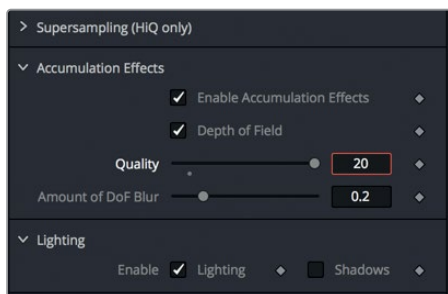 Supersampling (HiQ only)
Accumulation Effects
Enable Accumulation Effects
Depth of Field
Quality 20
Amount of DoF Blur 0.2
Lighting
Enable Lighting Shadows